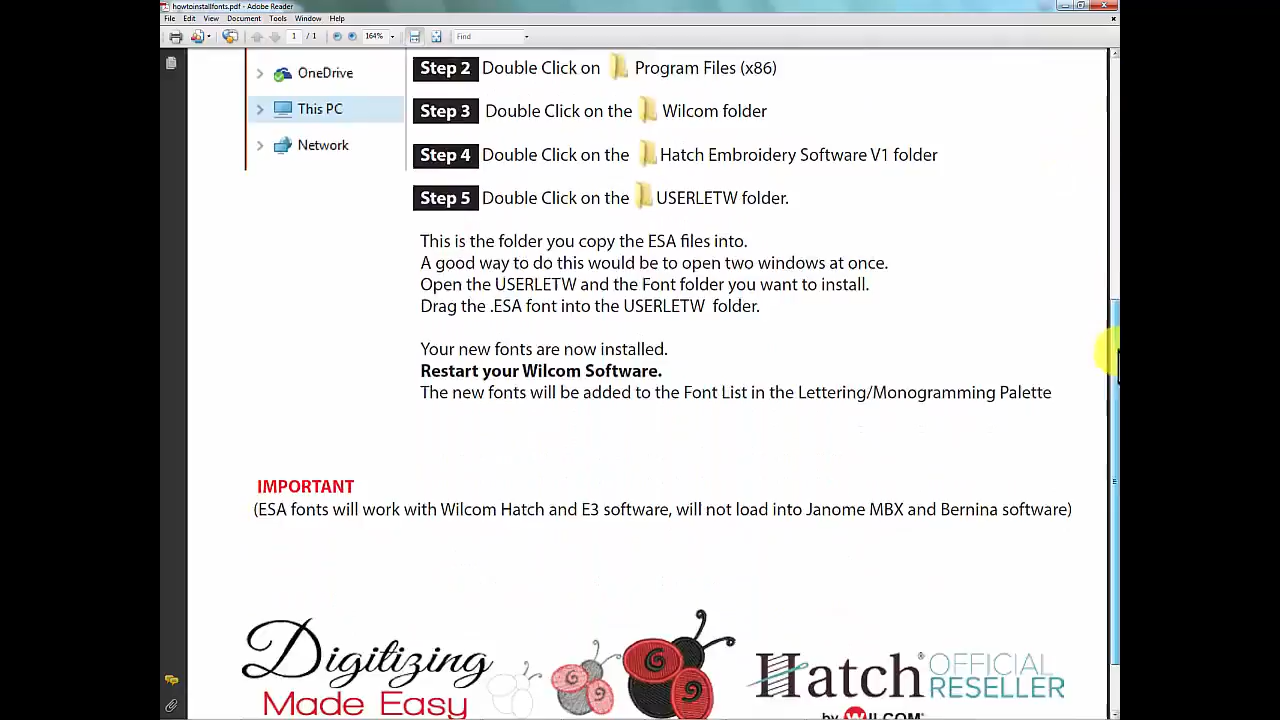 howtoinstallfonts.pdf - Adobe Reader
File Edit View Document Tools Window Help
1 / 1 164% Find
OneDrive
This PC
Network
Step 2 Double Click on Program Files (x86)
Step 3 Double Click on the Wilcom folder
Step 4 Double Click on the Hatch Embroidery Software V1 folder
Step 5 Double Click on the USERLETW folder.
This is the folder you copy the ESA files into.
A good way to do this would be to open two windows at once.
Open the USERLETW and the Font folder you want to install.
Drag the .ESA font into the USERLETW folder.
Your new fonts are now installed.
Restart your Wilcom Software.
The new fonts will be added to the Font List in the Lettering/Monogramming Palette
IMPORTANT
(ESA fonts will work with Wilcom Hatch and E3 software, will not load into Janome MBX and Bernina software)
Digitizing
Made Easy
Hatch® OFFICIAL
RESELLER
by WILCOM®